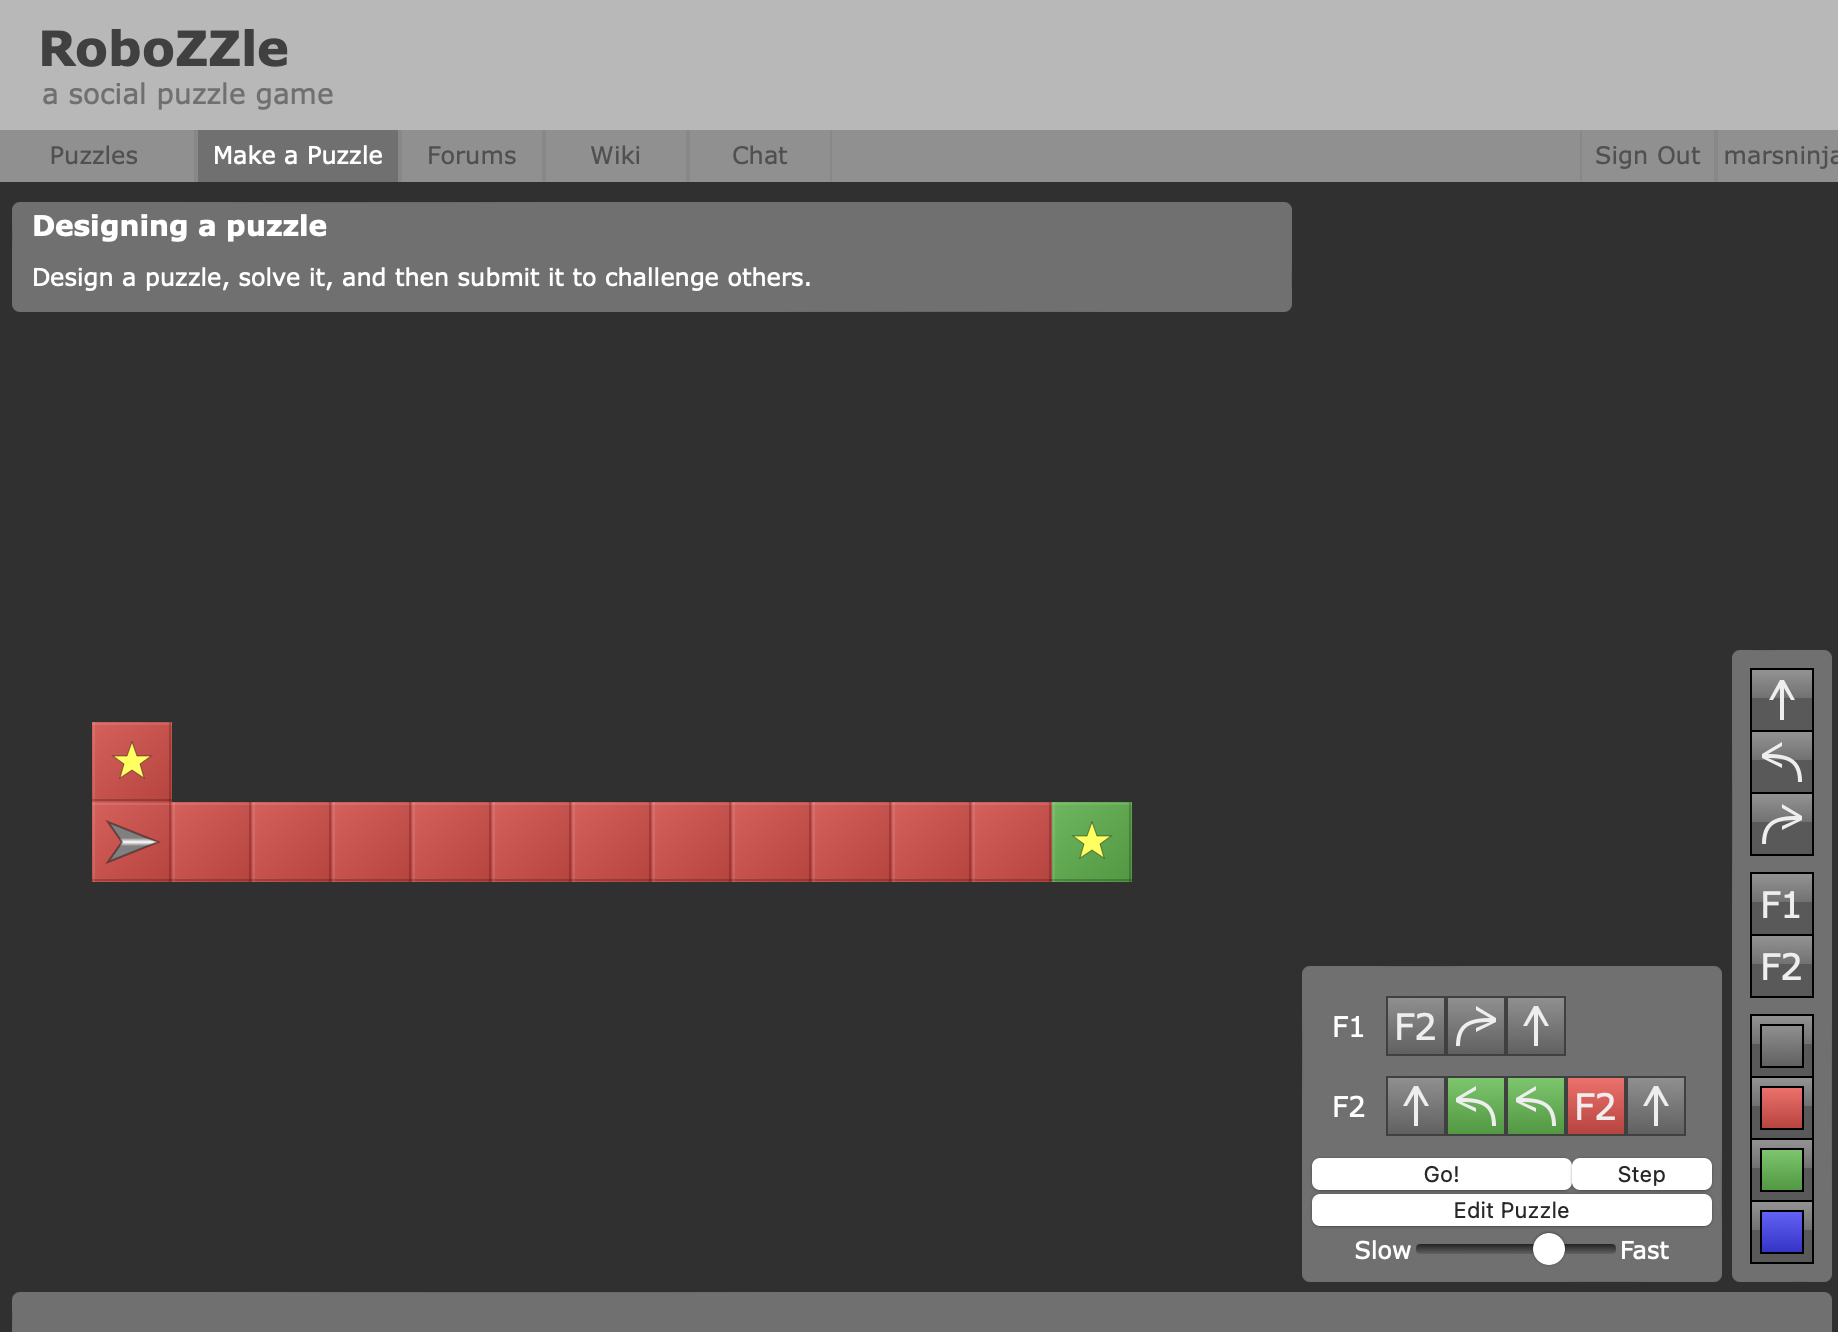 RoboZZle
a social puzzle game
Puzzles Make a Puzzle Forums Wiki Chat Sign Out marsninja
Designing a puzzle
Design a puzzle, solve it, and then submit it to challenge others.
F1
F2
F1 F2
F2 F2
Go! Step
Edit Puzzle
Slow Fast